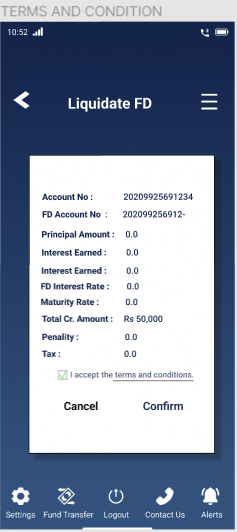 TERMS AND CONDITION
10:52
Liquidate FD
Account No : 20209925691234
FD Account No : 202099256912-
Principal Amount : 0.0
Interest Earned : 0.0
Interest Earned : 0.0
FD Interest Rate : 0.0
Maturity Rate : 0.0
Total Cr. Amount : Rs 50,000
Penality : 0.0
Tax : 0.0
I accept the terms and conditions.
Cancel Confirm
Settings Fund Transfer Logout Contact Us Alerts